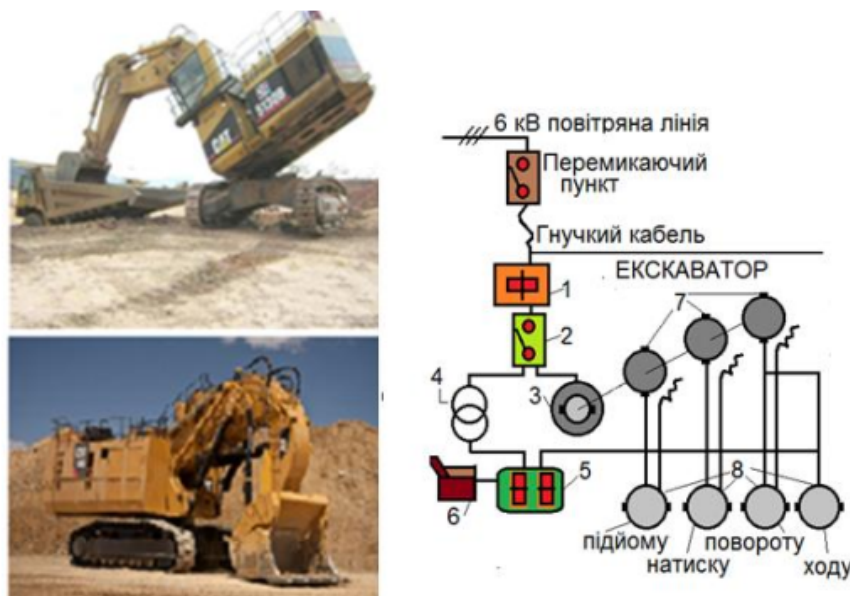 CAT
5130B
6 кВ повітряна лінія
Перемикаючий
пункт
Гнучкий кабель
ЕКСКАВАТОР
1
2
3
4
5
6
7
8
підйому
натиску
повороту
ходу